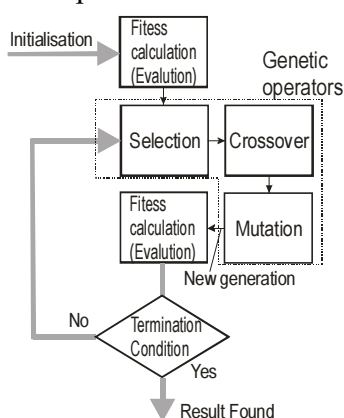 Initialisation
Fitess
calculation
(Evalution)
Genetic
operators
Selection
Crossover
Fitess
calculation
(Evalution)
Mutation
New generation
No
Termination
Condition
Yes
Result Found